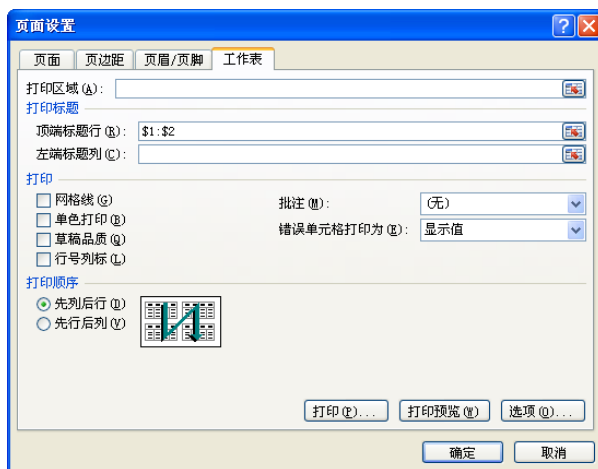 页面设置
页面 页边距 页眉/页脚 工作表
打印区域(A):
打印标题
顶端标题行(R): $1:$2
左端标题列(C):
打印
网格线(G) 批注(M): (无)
单色打印(B) 错误单元格打印为(E): 显示值
草稿品质(Q)
行号列标(L)
打印顺序
先列后行(D)
先行后列(V)
打印(P)... 打印预览(W) 选项(O)...
确定 取消